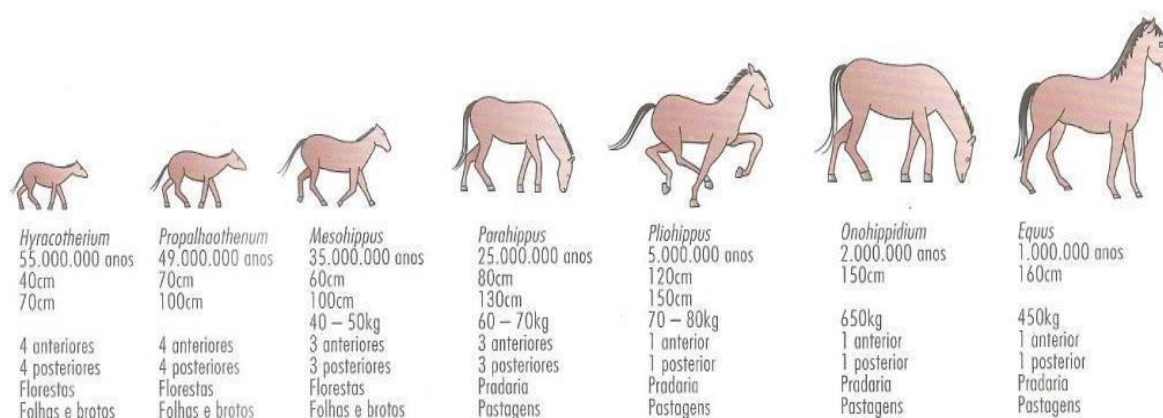 Hyracotherium
55.000.000 anos
40cm
70cm
4 anteriores
4 posteriores
Florestas
Folhas e brotos
Propalhaothenum
49.000.000 anos
70cm
100cm
4 anteriores
4 posteriores
Florestas
Folhas e brotos
Mesohippus
35.000.000 anos
60cm
100cm
40 – 50kg
3 anteriores
3 posteriores
Florestas
Folhas e brotos
Parahippus
25.000.000 anos
80cm
130cm
60 – 70kg
3 anteriores
3 posteriores
Pradaria
Pastagens
Pliohippus
5.000.000 anos
120cm
150cm
70 – 80kg
1 anterior
1 posterior
Pradaria
Pastagens
Onohippidium
2.000.000 anos
150cm
650kg
1 anterior
1 posterior
Pradaria
Pastagens
Equus
1.000.000 anos
160cm
450kg
1 anterior
1 posterior
Pradaria
Pastagens